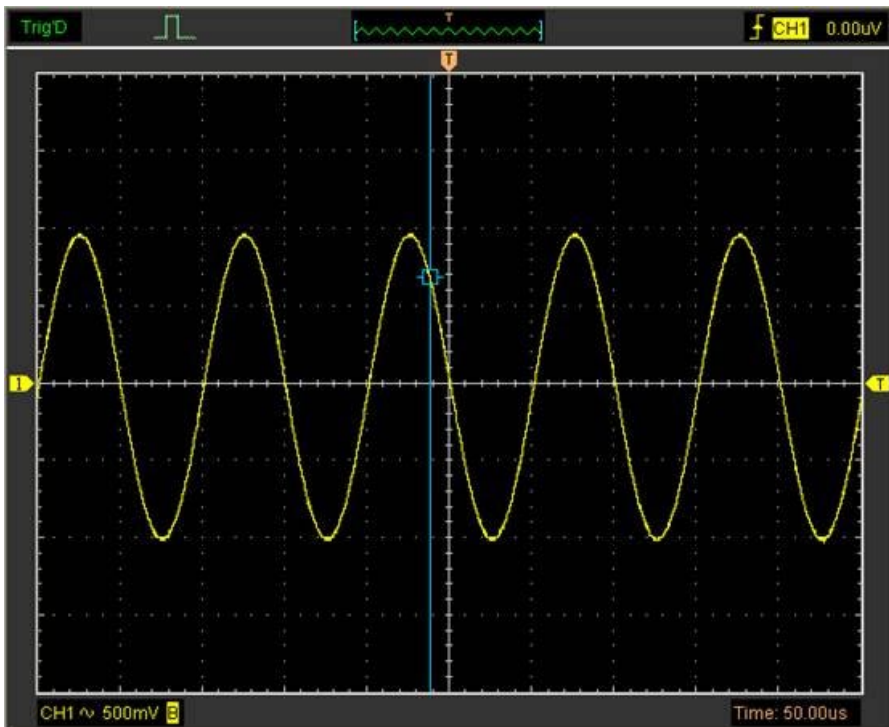 Trig'D
T
CH1 0.00uV
T
1
T
CH1 ∿ 500mV B
Time: 50.00us